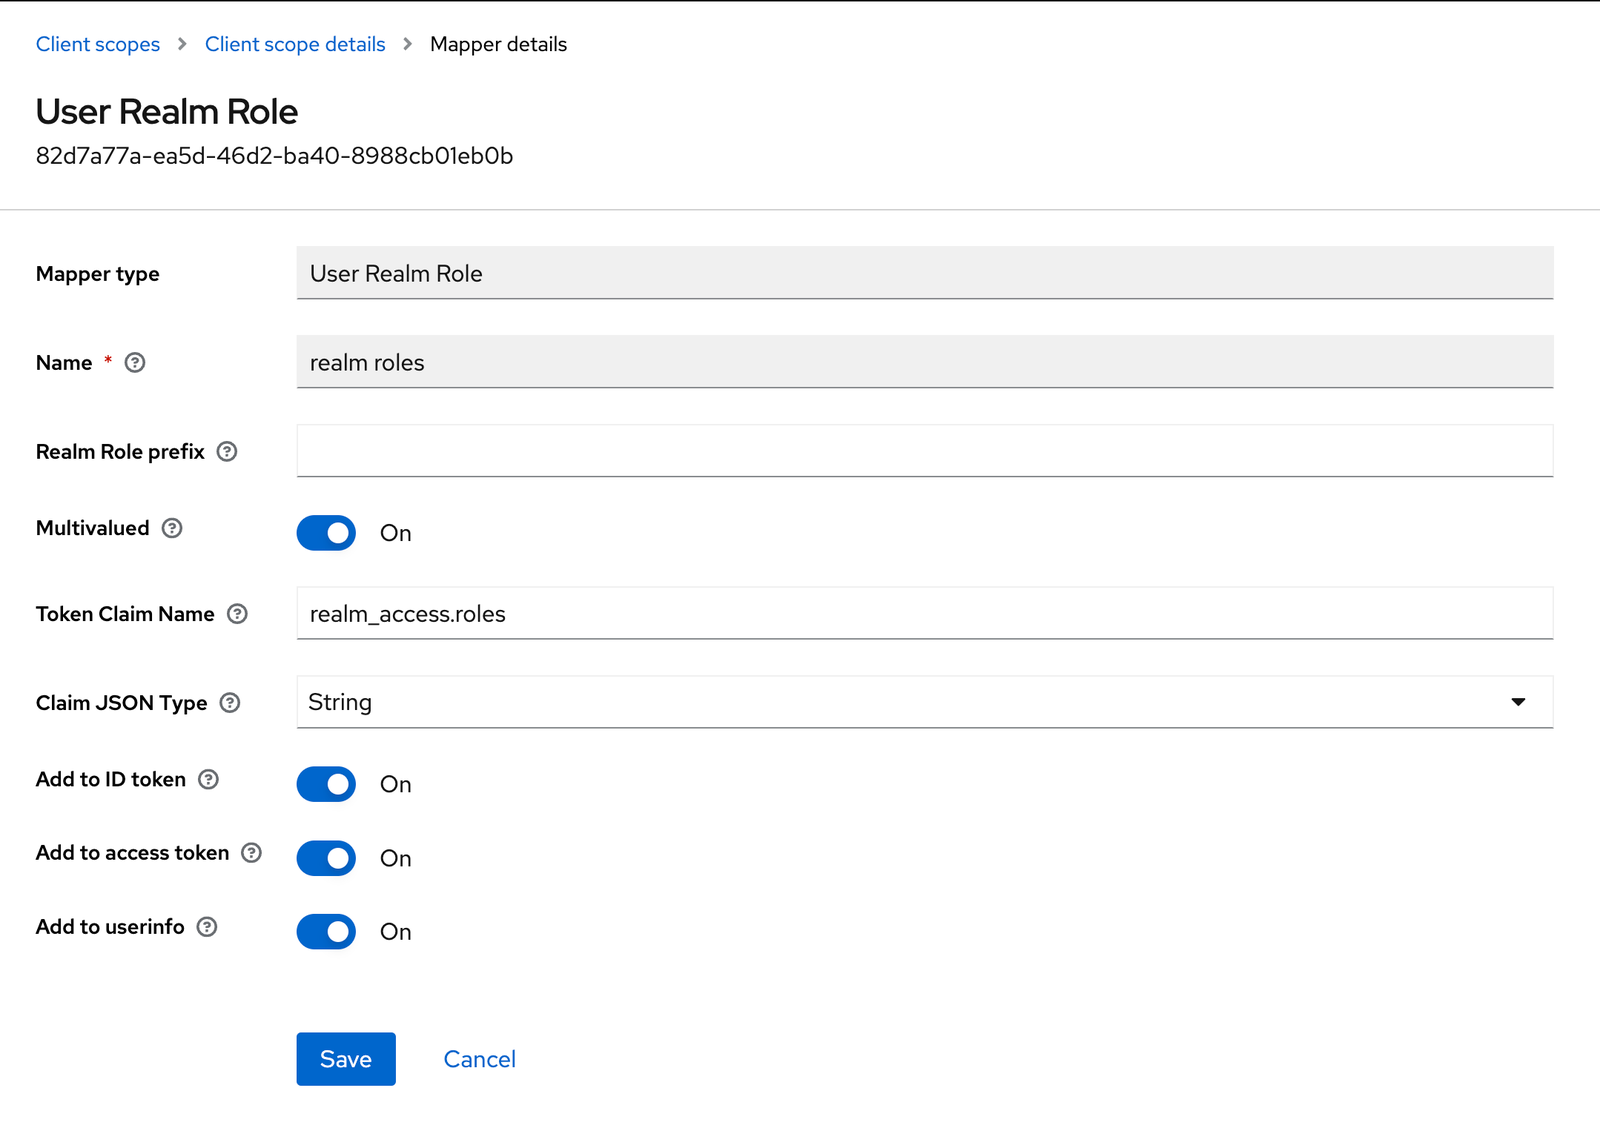 Client scopes > Client scope details > Mapper details
User Realm Role
82d7a77a-ea5d-46d2-ba40-8988cb01eb0b
Mapper type User Realm Role
Name * realm roles
Realm Role prefix
Multivalued On
Token Claim Name realm_access.roles
Claim JSON Type String
Add to ID token On
Add to access token On
Add to userinfo On
Save Cancel